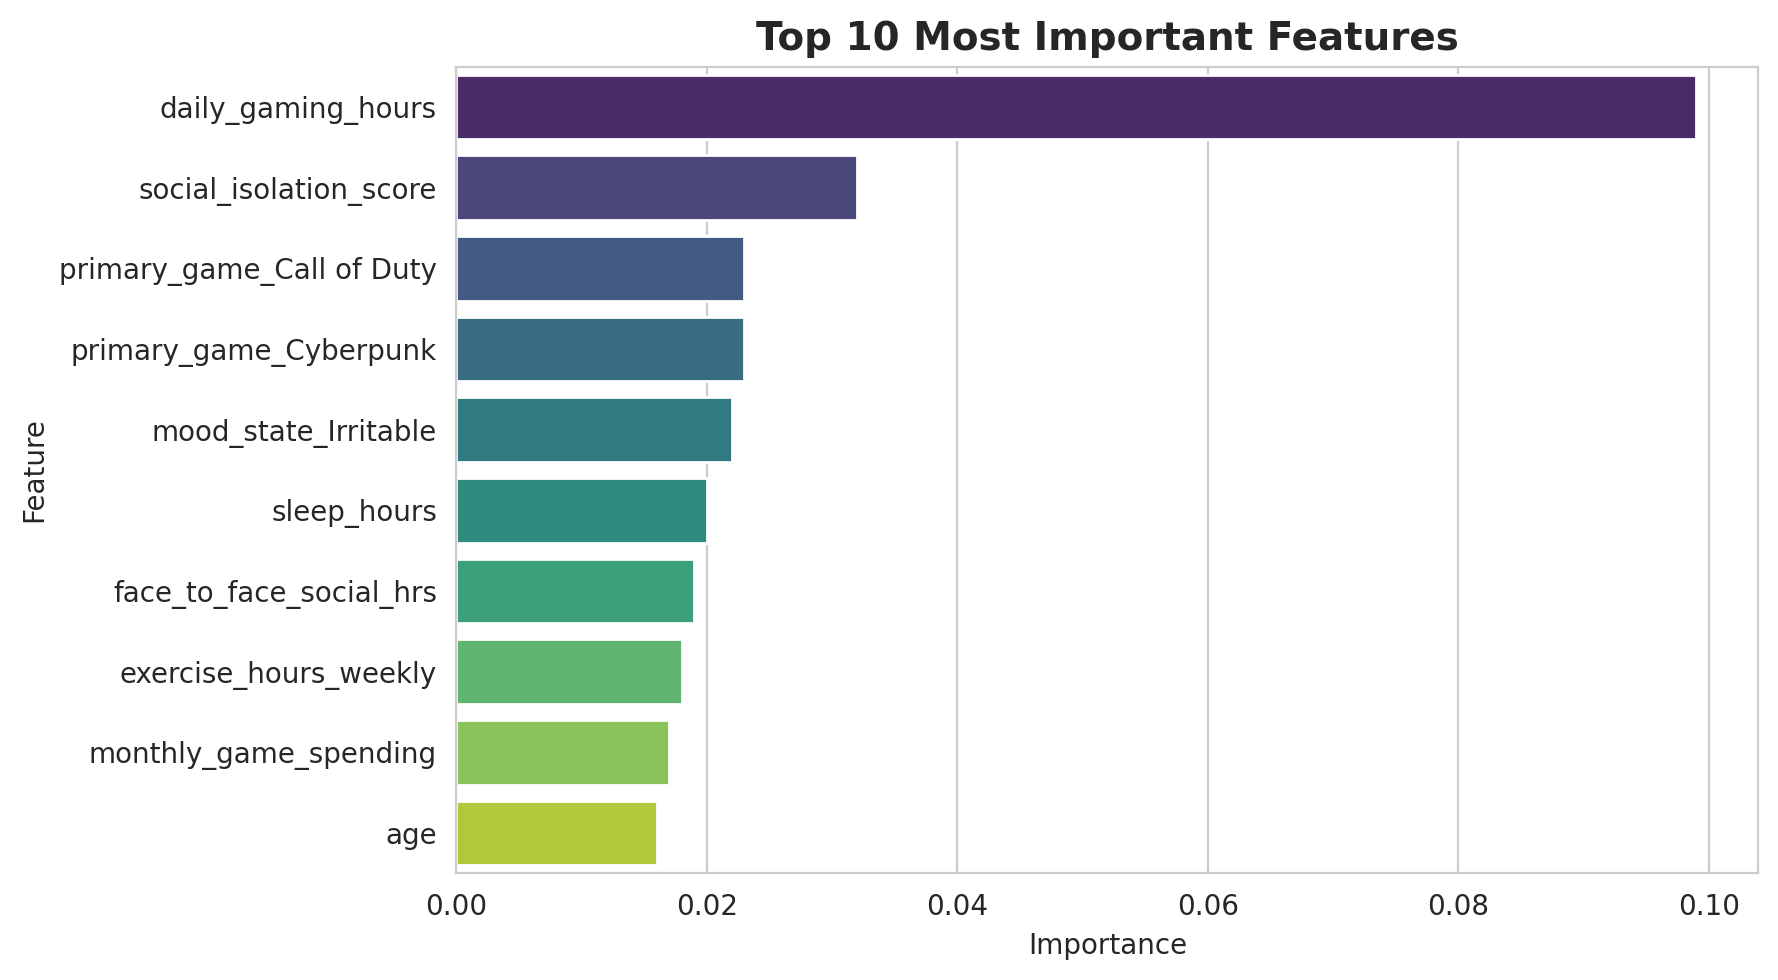 Top 10 Most Important Features
daily_gaming_hours
social_isolation_score
primary_game_Call of Duty
primary_game_Cyberpunk
mood_state_Irritable
sleep_hours
face_to_face_social_hrs
exercise_hours_weekly
monthly_game_spending
age
Feature
0.00 0.02 0.04 0.06 0.08 0.10
Importance